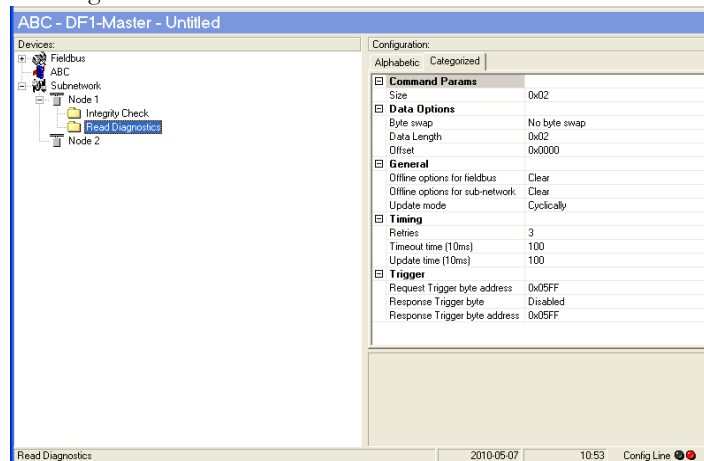 ABC - DF1-Master - Untitled
Devices:
Fieldbus
ABC
Subnetwork
Node 1
Integrity Check
Read Diagnostics
Node 2
Configuration:
Alphabetic Categorized
Command Params
Size 0x02
Data Options
Byte swap No byte swap
Data Length 0x02
Offset 0x0000
General
Offline options for fieldbus Clear
Offline options for sub-network Clear
Update mode Cyclically
Timing
Retries 3
Timeout time (10ms) 100
Update time (10ms) 100
Trigger
Request Trigger byte address 0x05FF
Response Trigger byte Disabled
Response Trigger byte address 0x05FF
Read Diagnostics 2010-05-07 10:53 Config Line